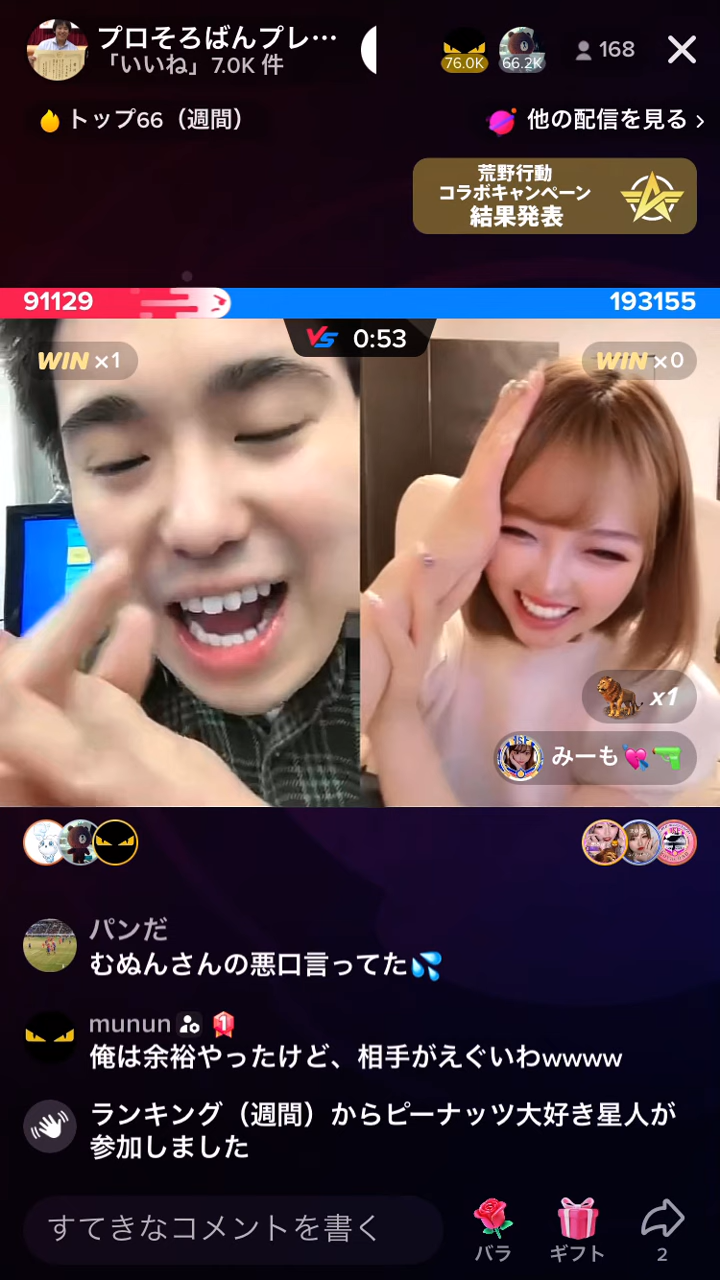 プロそろばんプレ…
「いいね」7.0K 件
76.0K
66.2K
168
トップ66（週間）
他の配信を見る
荒野行動
コラボキャンペーン
結果発表
91129
193155
VS 0:53
WIN x1
WIN x0
x1
みーも
パンだ
むぬんさんの悪口言ってた
munun 1
俺は余裕やったけど、相手がえぐいわwwww
ランキング（週間）からピーナッツ大好き星人が
参加しました
すてきなコメントを書く
バラ
ギフト
2